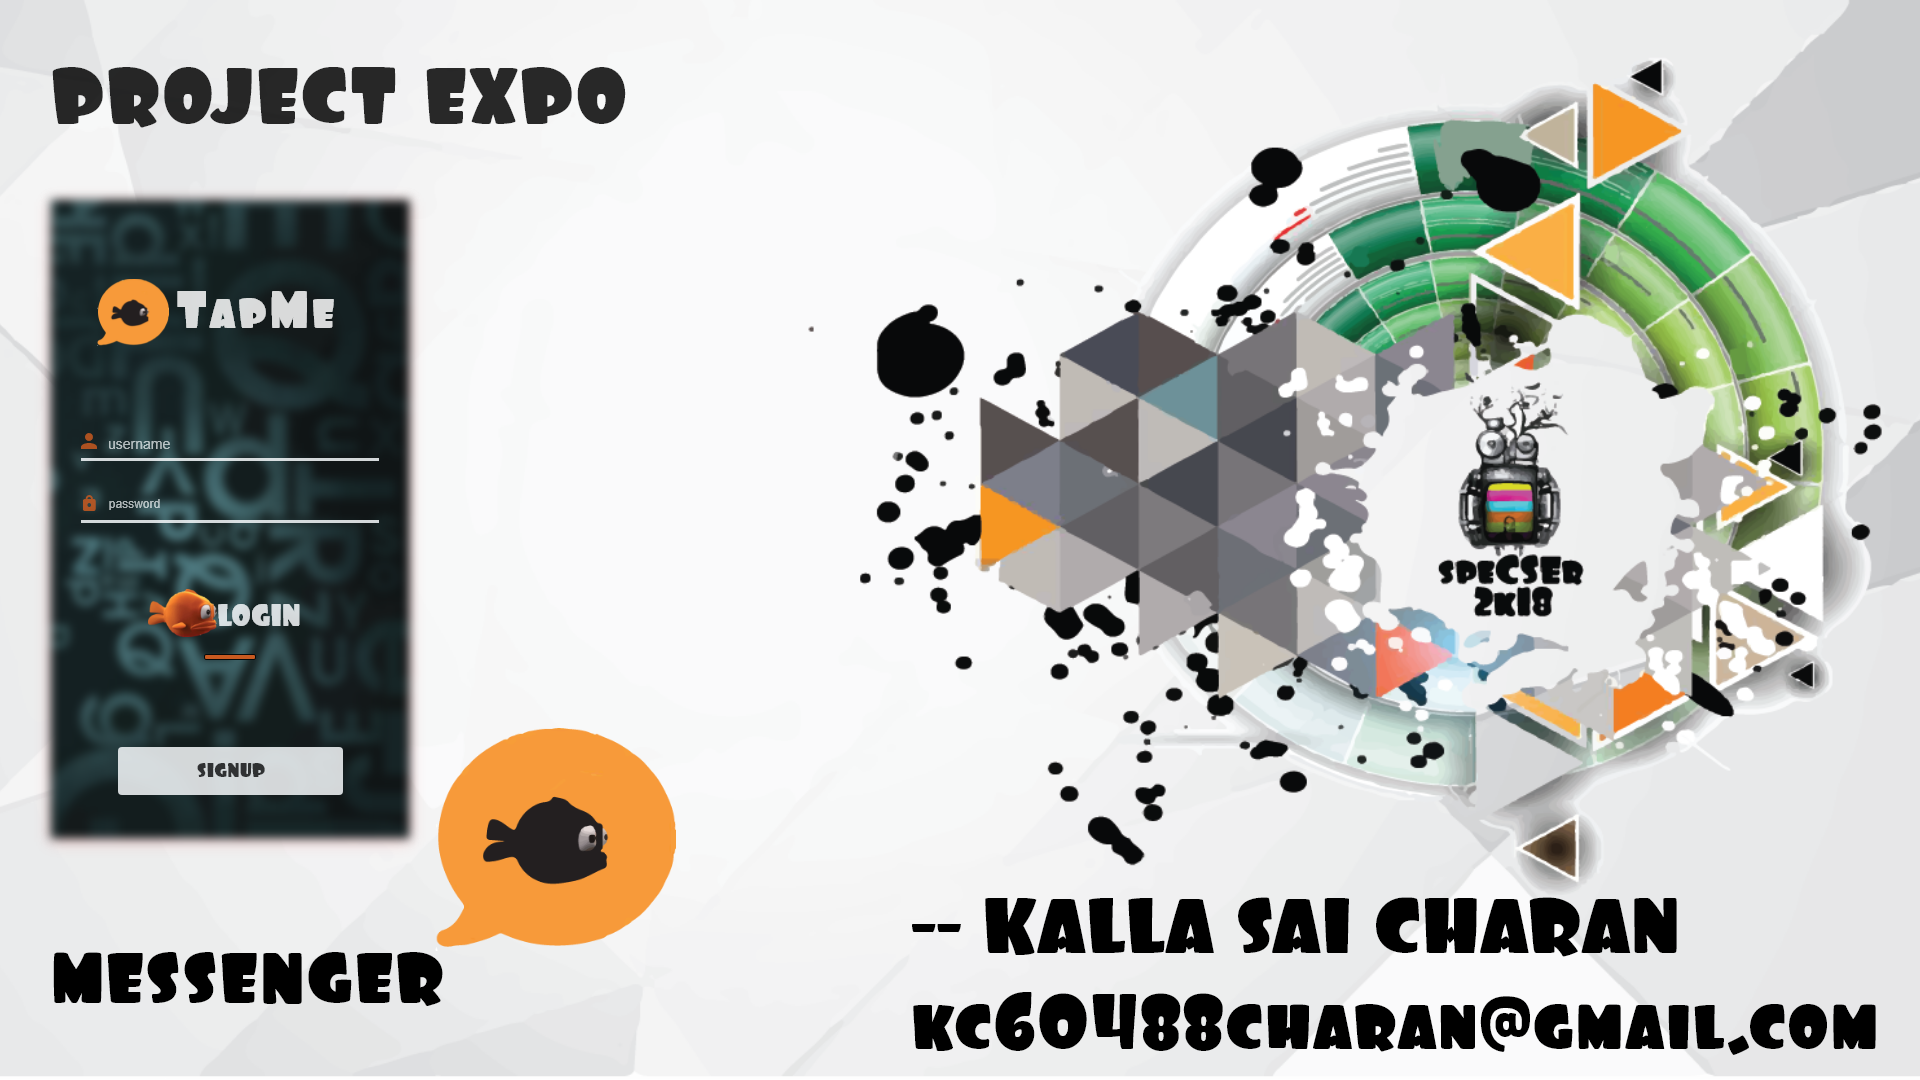 PROJECT EXPO
TAPME
username
password
LOGIN
SIGNUP
MESSENGER
speCSEr
2k18
-- KALLA SAI CHARAN
kc60488charan@gmail.com